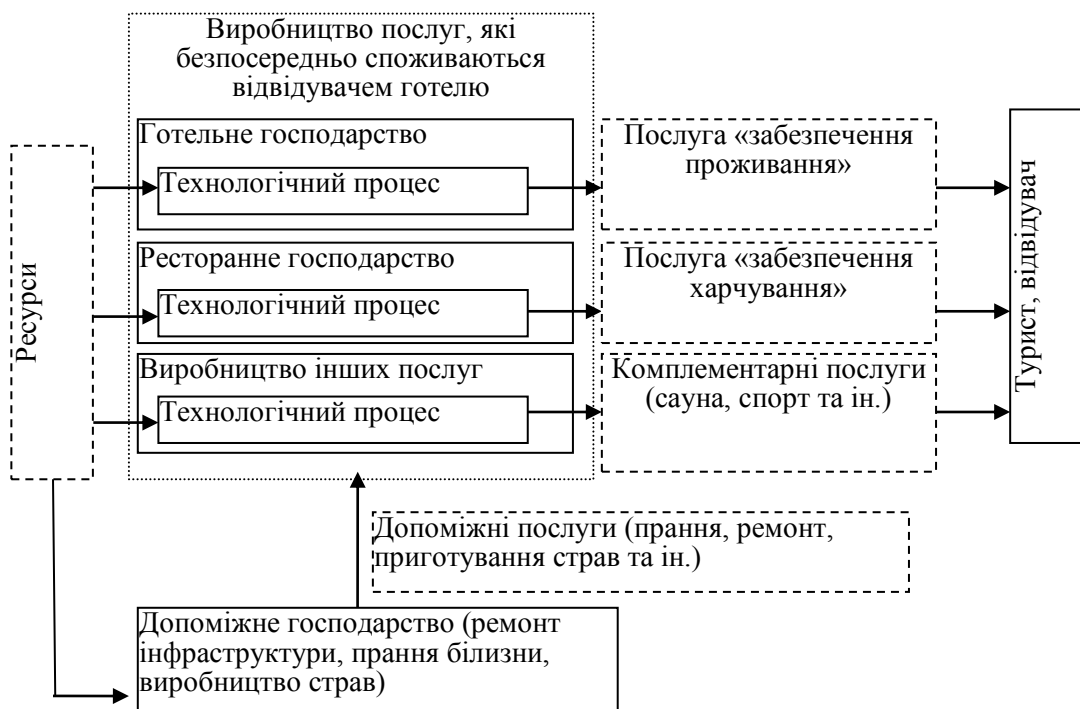 Виробництво послуг, які
безпосередньо споживаються
відвідувачем готелю
Ресурси
Готельне господарство
Технологічний процес
Послуга «забезпечення
проживання»
Ресторанне господарство
Технологічний процес
Послуга «забезпечення
харчування»
Виробництво інших послуг
Технологічний процес
Комплементарні послуги
(сауна, спорт та ін.)
Турист, відвідувач
Допоміжні послуги (прання, ремонт,
приготування страв та ін.)
Допоміжне господарство (ремонт
інфраструктури, прання білизни,
виробництво страв)